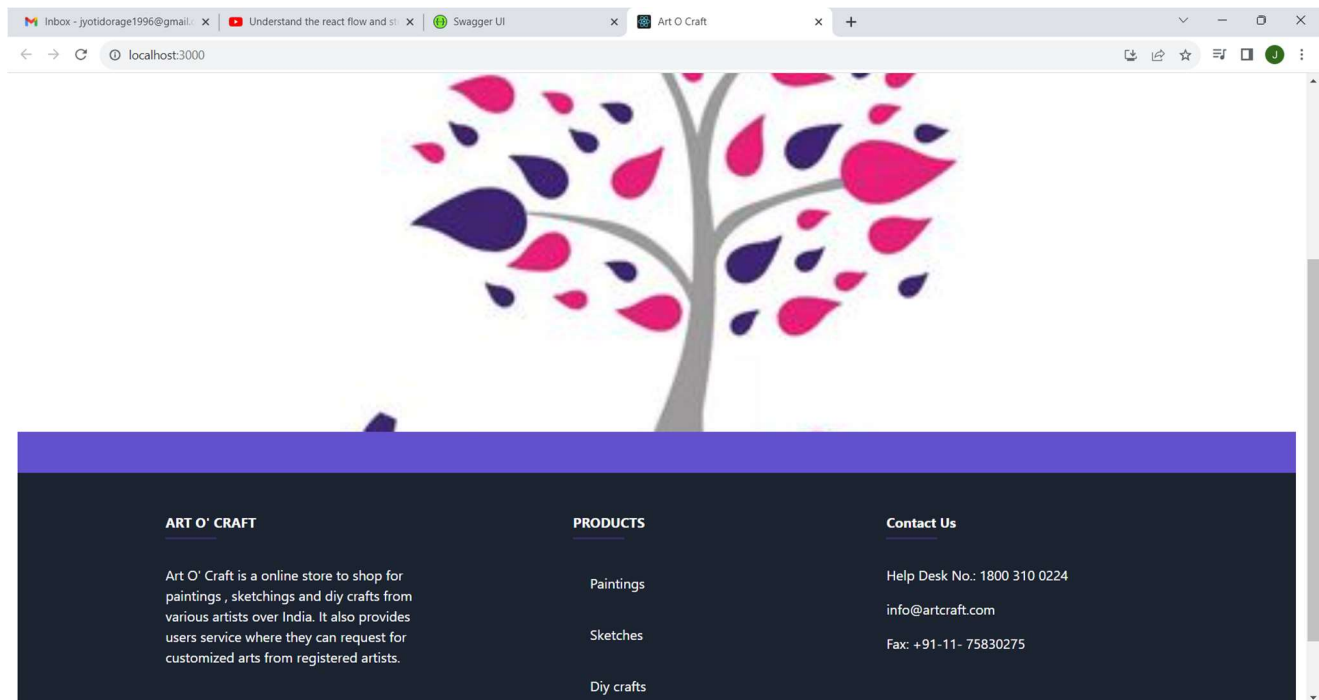 Inbox - jyotidorage1996@gmail.c
Understand the react flow and st
Swagger UI
Art O Craft
localhost:3000
J
ART O' CRAFT
Art O' Craft is a online store to shop for
paintings , sketchings and diy crafts from
various artists over India. It also provides
users service where they can request for
customized arts from registered artists.
PRODUCTS
Paintings
Sketches
Diy crafts
Contact Us
Help Desk No.: 1800 310 0224
info@artcraft.com
Fax: +91-11- 75830275